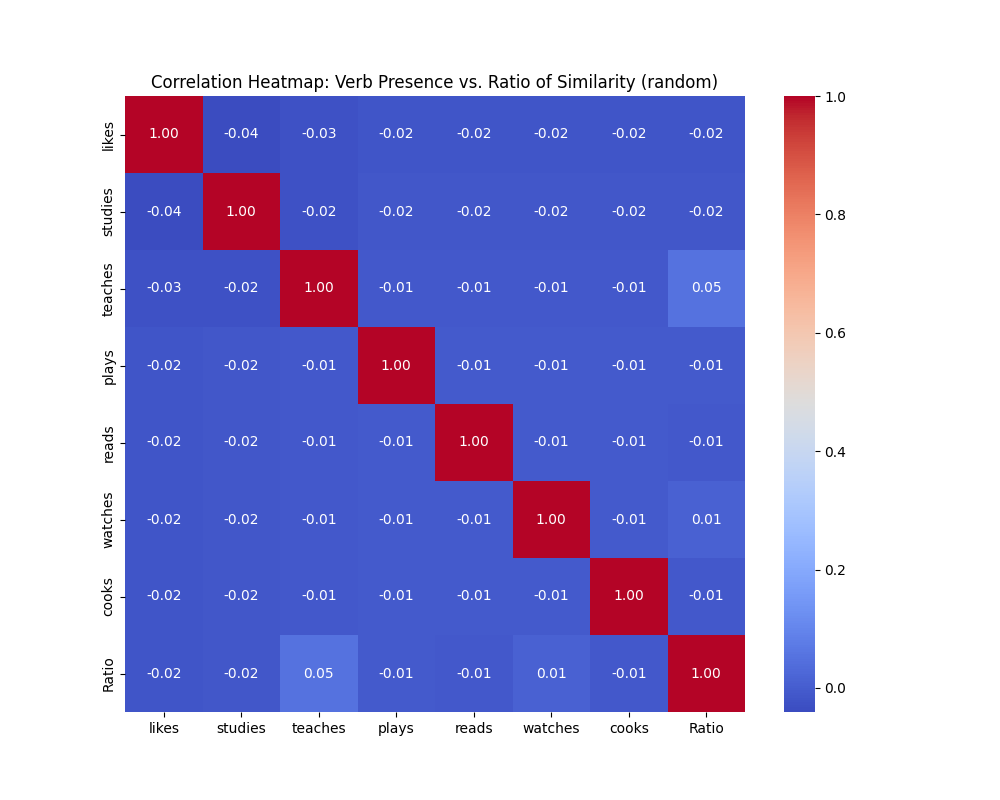 Correlation Heatmap: Verb Presence vs. Ratio of Similarity (random)
likes 1.00 -0.04 -0.03 -0.02 -0.02 -0.02 -0.02 -0.02
studies -0.04 1.00 -0.02 -0.02 -0.02 -0.02 -0.02 -0.02
teaches -0.03 -0.02 1.00 -0.01 -0.01 -0.01 -0.01 0.05
plays -0.02 -0.02 -0.01 1.00 -0.01 -0.01 -0.01 -0.01
reads -0.02 -0.02 -0.01 -0.01 1.00 -0.01 -0.01 -0.01
watches -0.02 -0.02 -0.01 -0.01 -0.01 1.00 -0.01 0.01
cooks -0.02 -0.02 -0.01 -0.01 -0.01 -0.01 1.00 -0.01
Ratio -0.02 -0.02 0.05 -0.01 -0.01 0.01 -0.01 1.00
likes studies teaches plays reads watches cooks Ratio
1.0
0.8
0.6
0.4
0.2
0.0